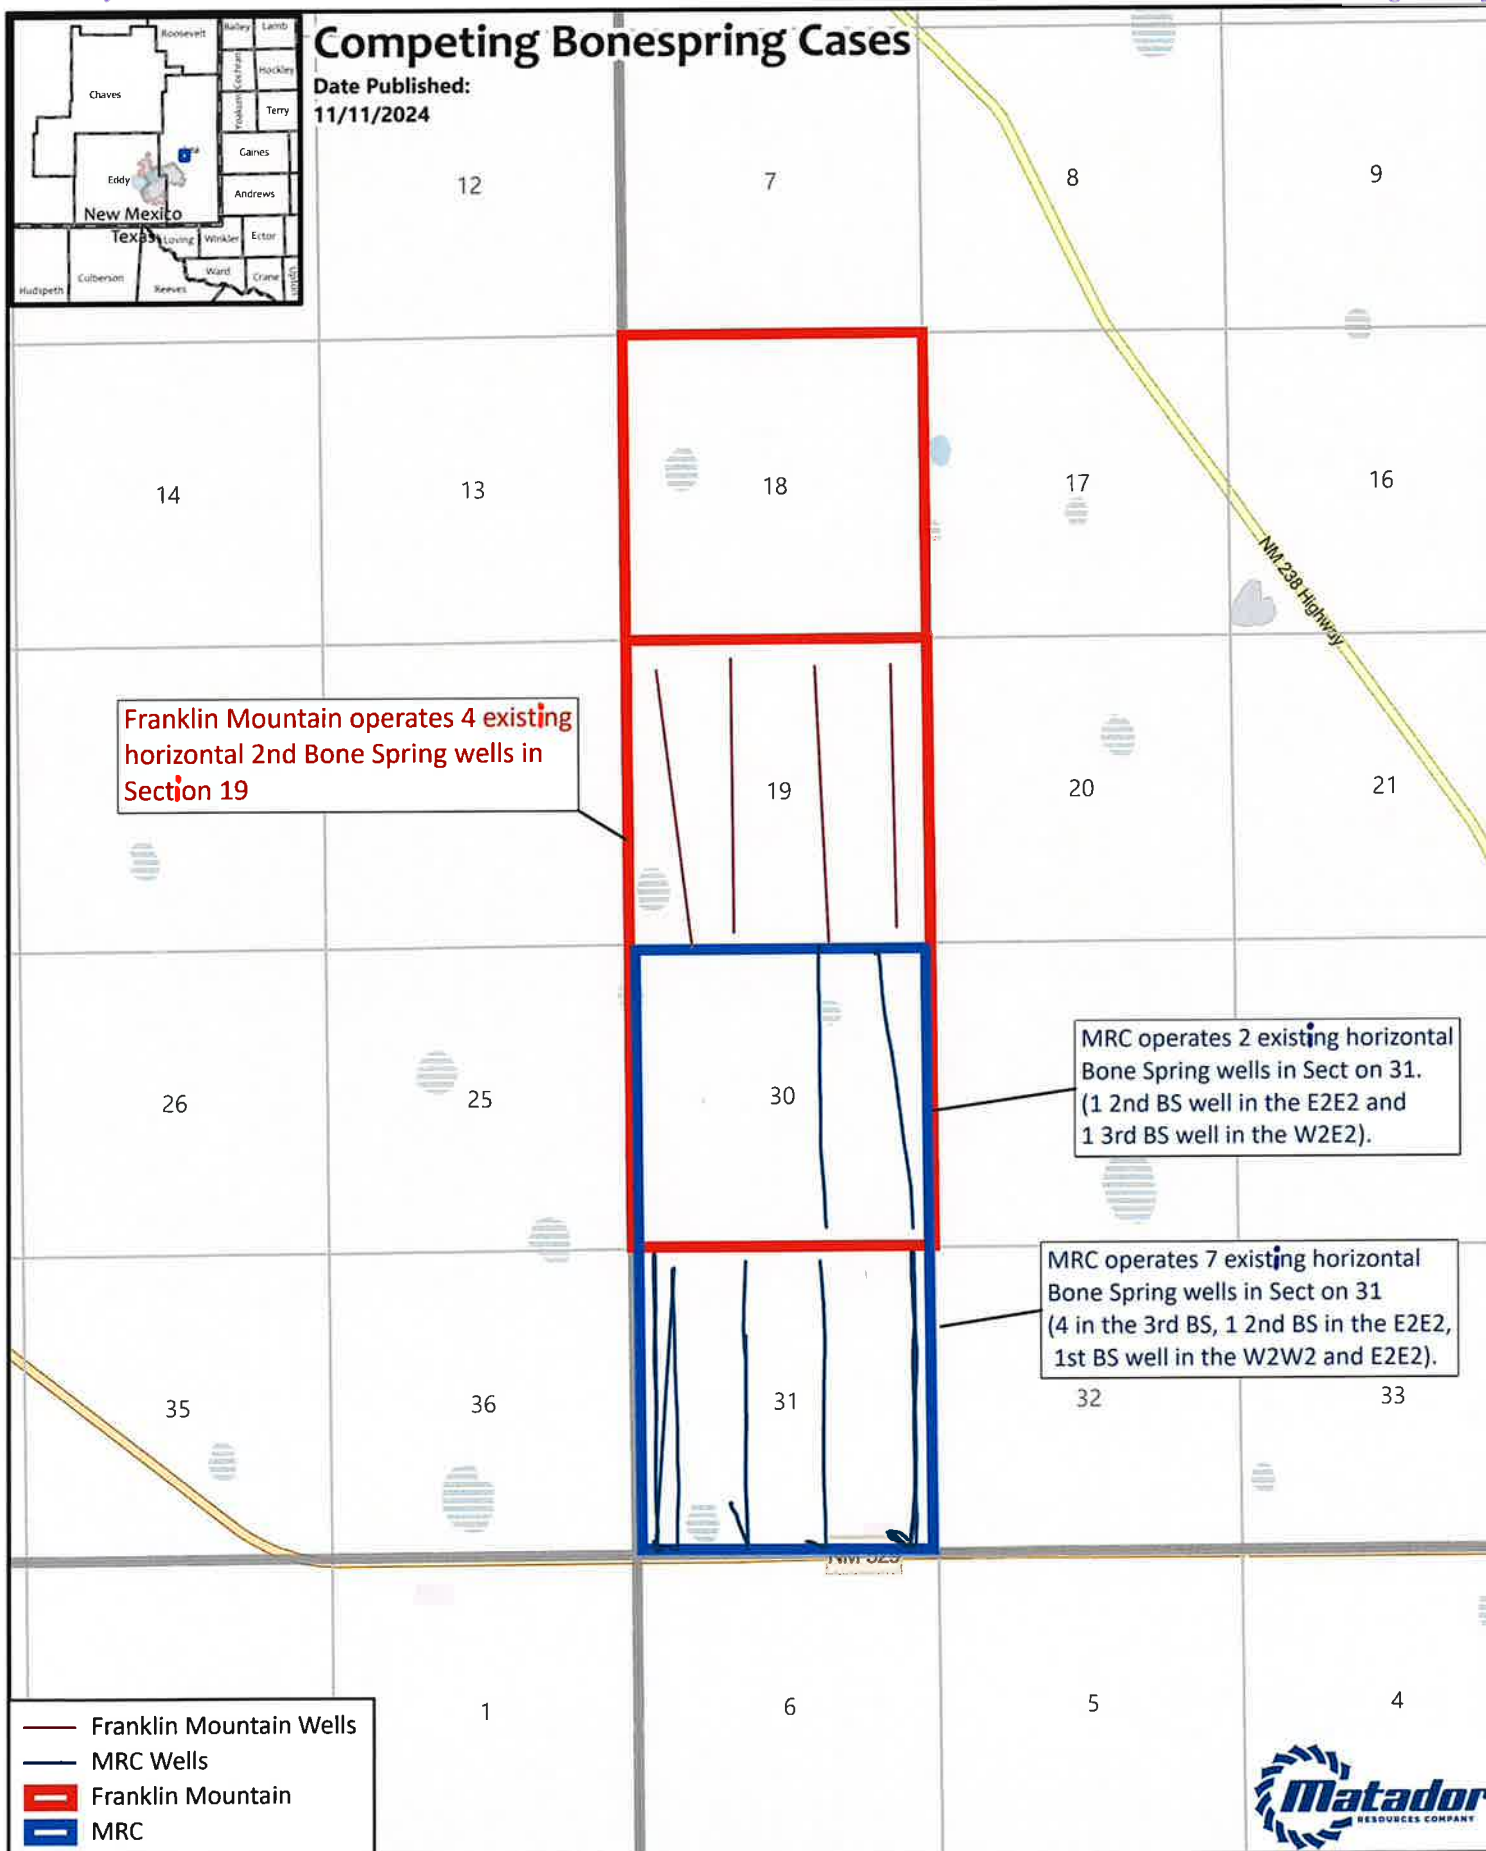 Competing Bonespring Cases
Date Published:
11/11/2024
Roosevelt
Bailey
Lamb
Chaves
Cochran
Hockley
Yoakum
Terry
Lea
Gaines
Eddy
Andrews
New Mexico
Texas
Loving
Winkler
Ector
Hudspeth
Culberson
Reeves
Ward
Crane
Upton
12
7
8
9
14
13
18
17
16
NM 238 Highway
Franklin Mountain operates 4 existing
horizontal 2nd Bone Spring wells in
Section 19
19
20
21
26
25
30
MRC operates 2 existing horizontal
Bone Spring wells in Sect on 31.
(1 2nd BS well in the E2E2 and
1 3rd BS well in the W2E2).
MRC operates 7 existing horizontal
Bone Spring wells in Sect on 31
(4 in the 3rd BS, 1 2nd BS in the E2E2,
1st BS well in the W2W2 and E2E2).
35
36
31
32
33
NM 529
1
6
5
4
Franklin Mountain Wells
MRC Wells
Franklin Mountain
MRC
Matador
RESOURCES COMPANY